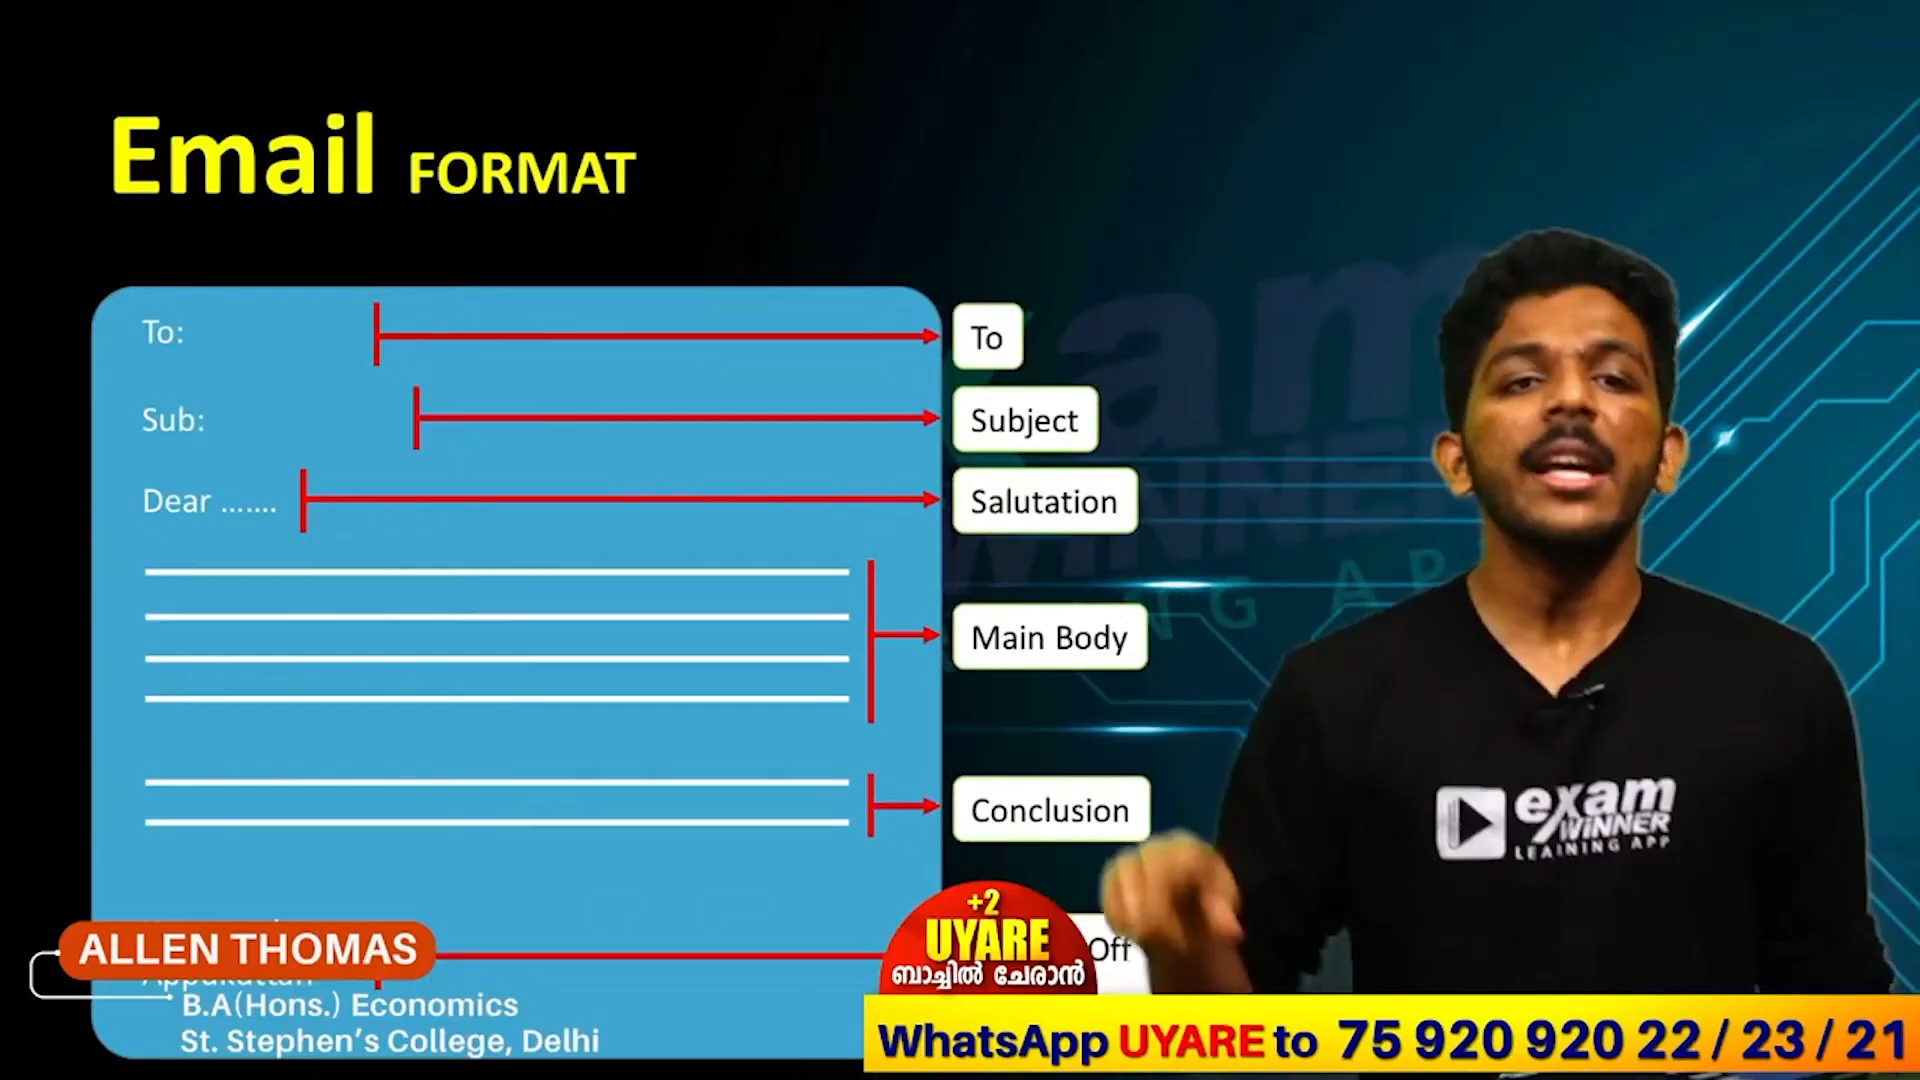 Email FORMAT
To:
To
Sub:
Subject
Dear .......
Salutation
Main Body
Conclusion
Off
ALLEN THOMAS
B.A(Hons.) Economics
St. Stephen's College, Delhi
+2
UYARE
ബാച്ചിൽ ചേരാൻ
WhatsApp UYARE to 75 920 920 22 / 23 / 21
exam
WINNER
LEARNING APP